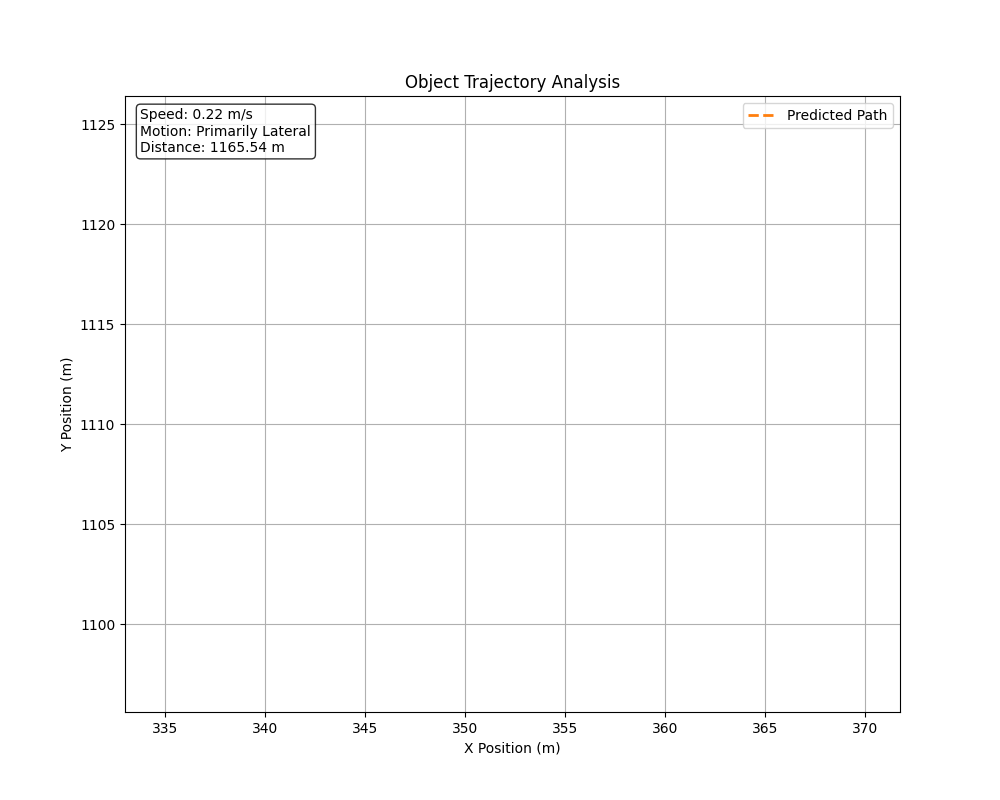 Object Trajectory Analysis
Speed: 0.22 m/s
Motion: Primarily Lateral
Distance: 1165.54 m
Predicted Path
1125
1120
1115
1110
1105
1100
Y Position (m)
335 340 345 350 355 360 365 370
X Position (m)